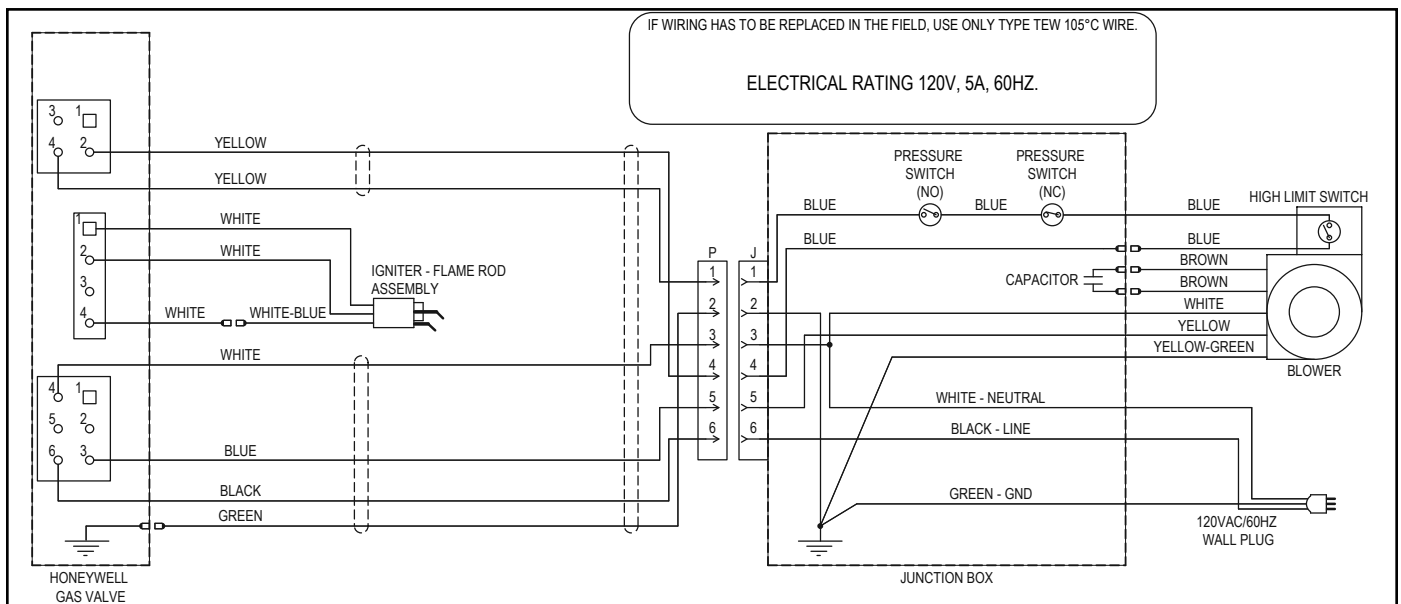 IF WIRING HAS TO BE REPLACED IN THE FIELD, USE ONLY TYPE TEW 105°C WIRE.
ELECTRICAL RATING 120V, 5A, 60HZ.
3 1
4 2
YELLOW
YELLOW
1
2
3
4
WHITE
WHITE
IGNITER - FLAME ROD
ASSEMBLY
WHITE
WHITE-BLUE
WHITE
4 1
5 2
6 3
BLUE
BLACK
GREEN
HONEYWELL
GAS VALVE
P J
1 1
2 2
3 3
4 4
5 5
6 6
PRESSURE
SWITCH
(NO)
PRESSURE
SWITCH
(NC)
BLUE
BLUE
BLUE
HIGH LIMIT SWITCH
BLUE
BLUE
CAPACITOR
BROWN
BROWN
WHITE
YELLOW
YELLOW-GREEN
BLOWER
WHITE - NEUTRAL
BLACK - LINE
GREEN - GND
120VAC/60HZ
WALL PLUG
JUNCTION BOX